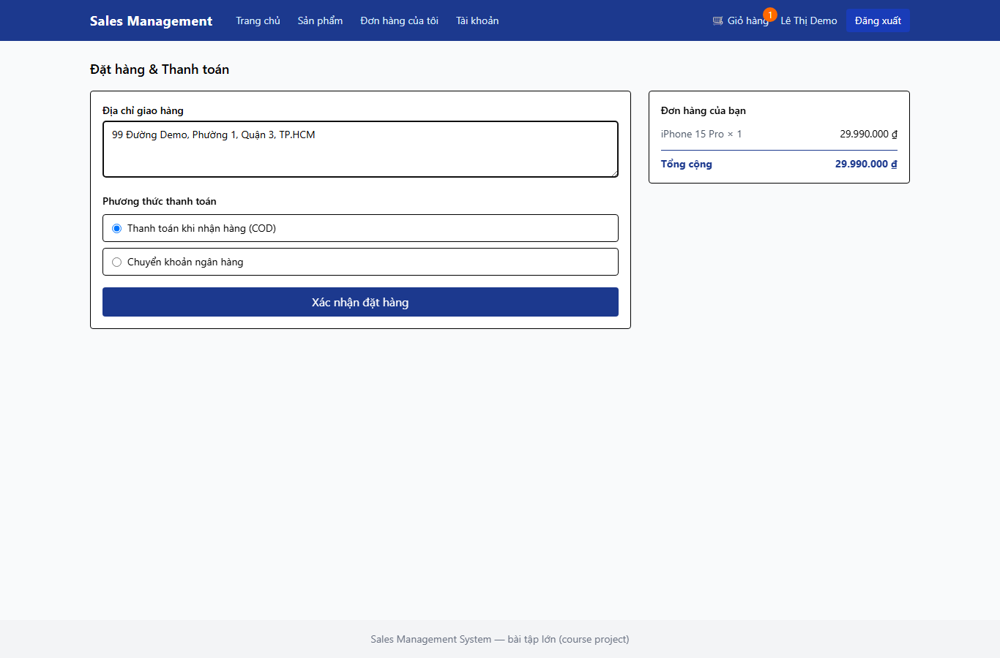 Sales Management Trang chủ Sản phẩm Đơn hàng của tôi Tài khoản Giỏ hàng 1 Lê Thị Demo Đăng xuất
Đặt hàng & Thanh toán
Địa chỉ giao hàng
99 Đường Demo, Phường 1, Quận 3, TP.HCM
Phương thức thanh toán
Thanh toán khi nhận hàng (COD)
Chuyển khoản ngân hàng
Xác nhận đặt hàng
Đơn hàng của bạn
iPhone 15 Pro × 1 29.990.000 ₫
Tổng cộng 29.990.000 ₫
Sales Management System — bài tập lớn (course project)